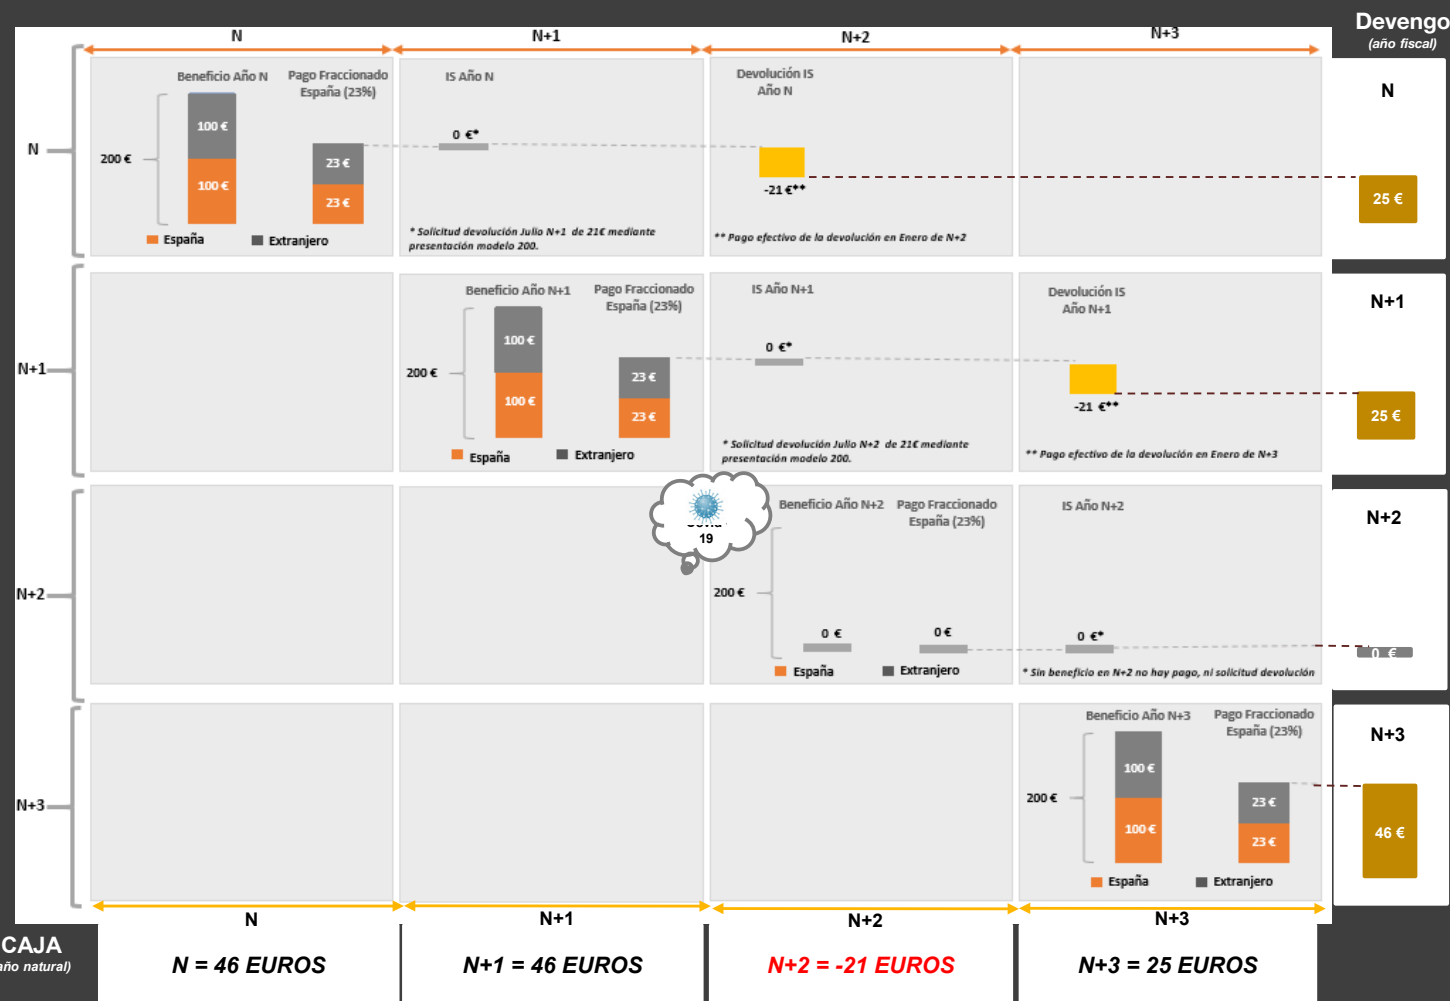 Devengo
(año fiscal)
N
N+1
N+2
N+3
N
Beneficio Año N
Pago Fraccionado
España (23%)
200 €
100 €
100 €
23 €
23 €
España
Extranjero
IS Año N
0 €*
* Solicitud devolución Julio N+1 de 21€ mediante
presentación modelo 200.
Devolución IS
Año N
-21 €**
** Pago efectivo de la devolución en Enero de N+2
N
25 €
N+1
Beneficio Año N+1
Pago Fraccionado
España (23%)
200 €
100 €
100 €
23 €
23 €
España
Extranjero
IS Año N+1
0 €*
* Solicitud devolución Julio N+2 de 21€ mediante
presentación modelo 200.
Devolución IS
Año N+1
-21 €**
** Pago efectivo de la devolución en Enero de N+3
N+1
25 €
N+2
19
Beneficio Año N+2
Pago Fraccionado
España (23%)
200 €
0 €
0 €
España
Extranjero
IS Año N+2
0 €*
* Sin beneficio en N+2 no hay pago, ni solicitud devolución
N+2
0 €
N+3
Beneficio Año N+3
Pago Fraccionado
España (23%)
200 €
100 €
100 €
23 €
23 €
España
Extranjero
N+3
46 €
N
N+1
N+2
N+3
CAJA
año natural)
N = 46 EUROS
N+1 = 46 EUROS
N+2 = -21 EUROS
N+3 = 25 EUROS